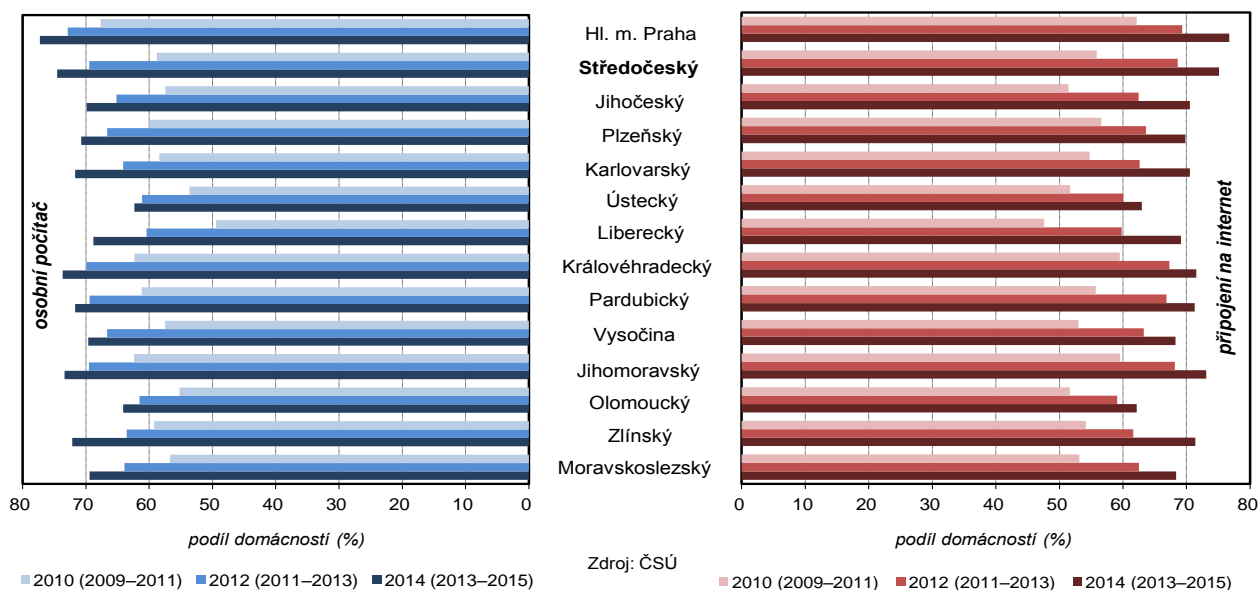 osobní počítač
Hl. m. Praha
Středočeský
Jihočeský
Plzeňský
Karlovarský
Ústecký
Liberecký
Královéhradecký
Pardubický
Vysočina
Jihomoravský
Olomoucký
Zlínský
Moravskoslezský
připojení na internet
80 70 60 50 40 30 20 10 0
0 10 20 30 40 50 60 70 80
podíl domácností (%)
podíl domácností (%)
Zdroj: ČSÚ
2010 (2009–2011) 2012 (2011–2013) 2014 (2013–2015)
2010 (2009–2011) 2012 (2011–2013) 2014 (2013–2015)